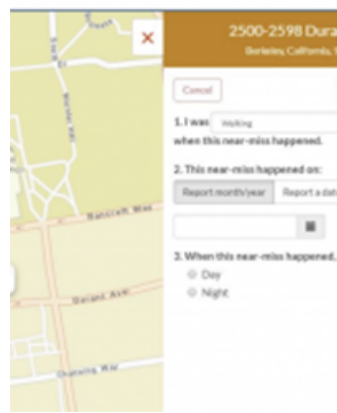 2500-2598 Dura
Berkeley, California,
Cancel
1. I was Walking
when this near-miss happened.
2. This near-miss happened on:
Report month/year Report a dat
3. When this near-miss happened,
Day
Night
Bancroft Way
Durant Ave
Channing Way